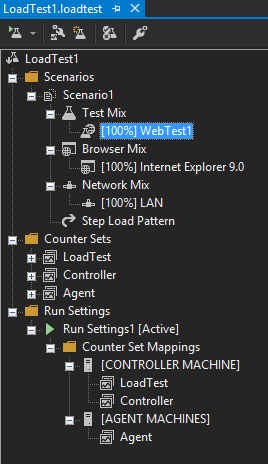 LoadTest1.loadtest
LoadTest1
Scenarios
Scenario1
Test Mix
[100%] WebTest1
Browser Mix
[100%] Internet Explorer 9.0
Network Mix
[100%] LAN
Step Load Pattern
Counter Sets
LoadTest
Controller
Agent
Run Settings
Run Settings1 [Active]
Counter Set Mappings
[CONTROLLER MACHINE]
LoadTest
Controller
[AGENT MACHINES]
Agent